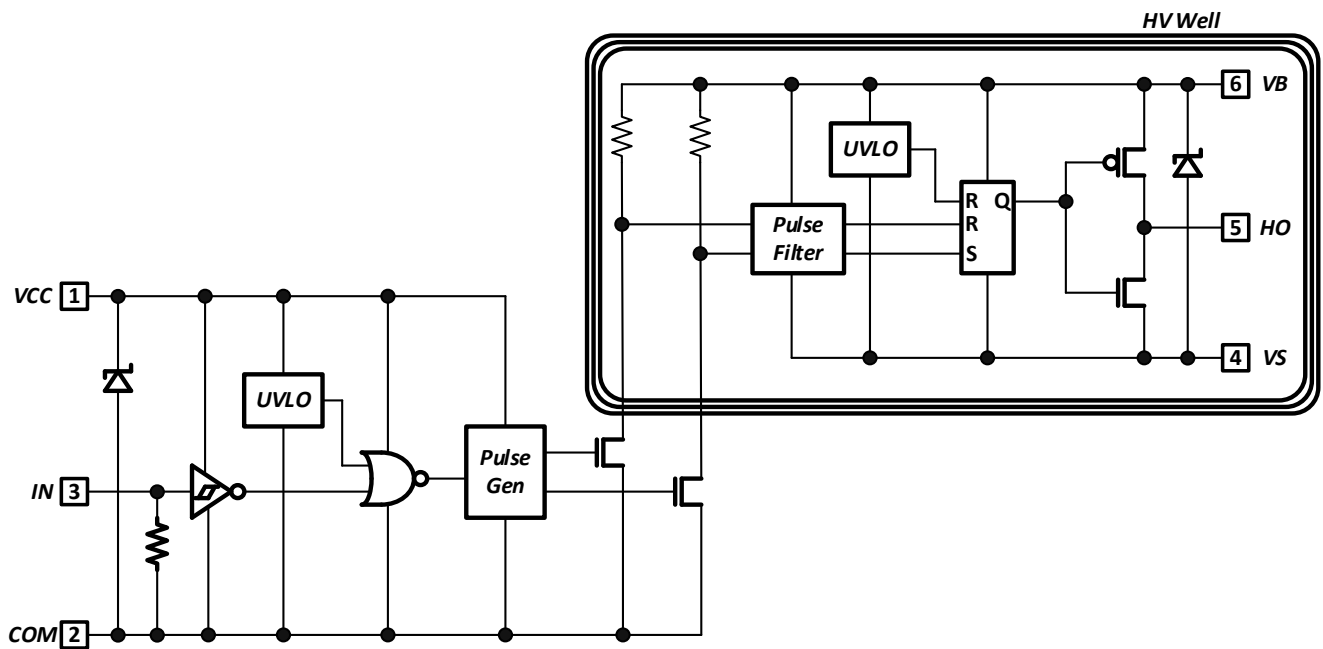 HV Well
6 VB
UVLO
R Q
R
S
Pulse
Filter
5 HO
VCC 1
4 VS
UVLO
Pulse
Gen
IN 3
COM 2